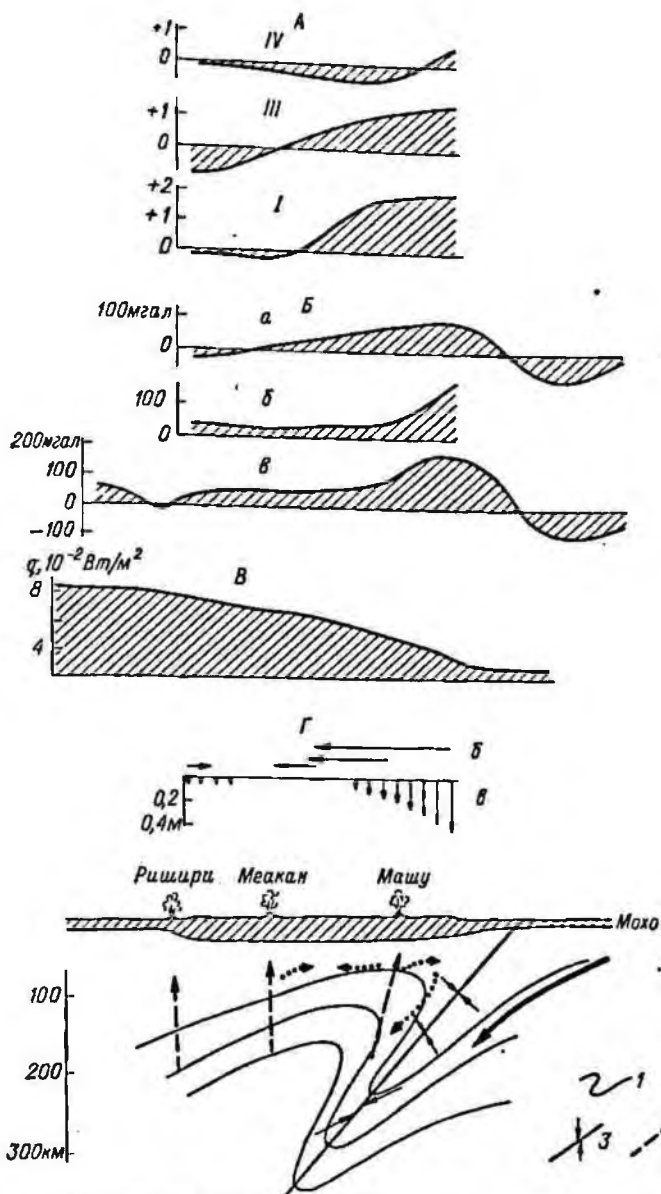 А
+1
IV
0
+1
III
0
+2
I
+1
0
Б
100мгал
а
0
100
б
0
200мгал
в
100
0
−100
q, 10⁻² Вт/м²
В
8
4
Г
б
0,2
в
0,4м
Ришири Меакан Машу
Мохо
100
200
300км
1
3